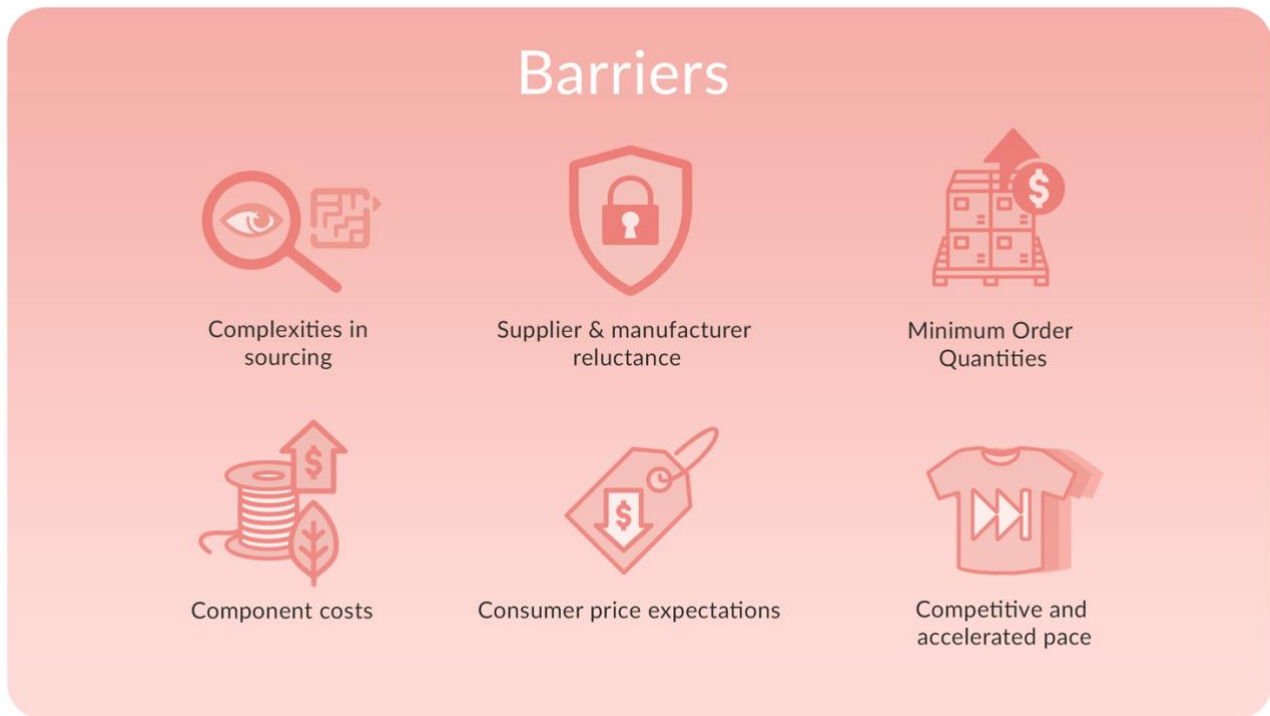 Barriers
Complexities in
sourcing
Supplier & manufacturer
reluctance
$
Minimum Order
Quantities
$
Component costs
$
Consumer price expectations
Competitive and
accelerated pace